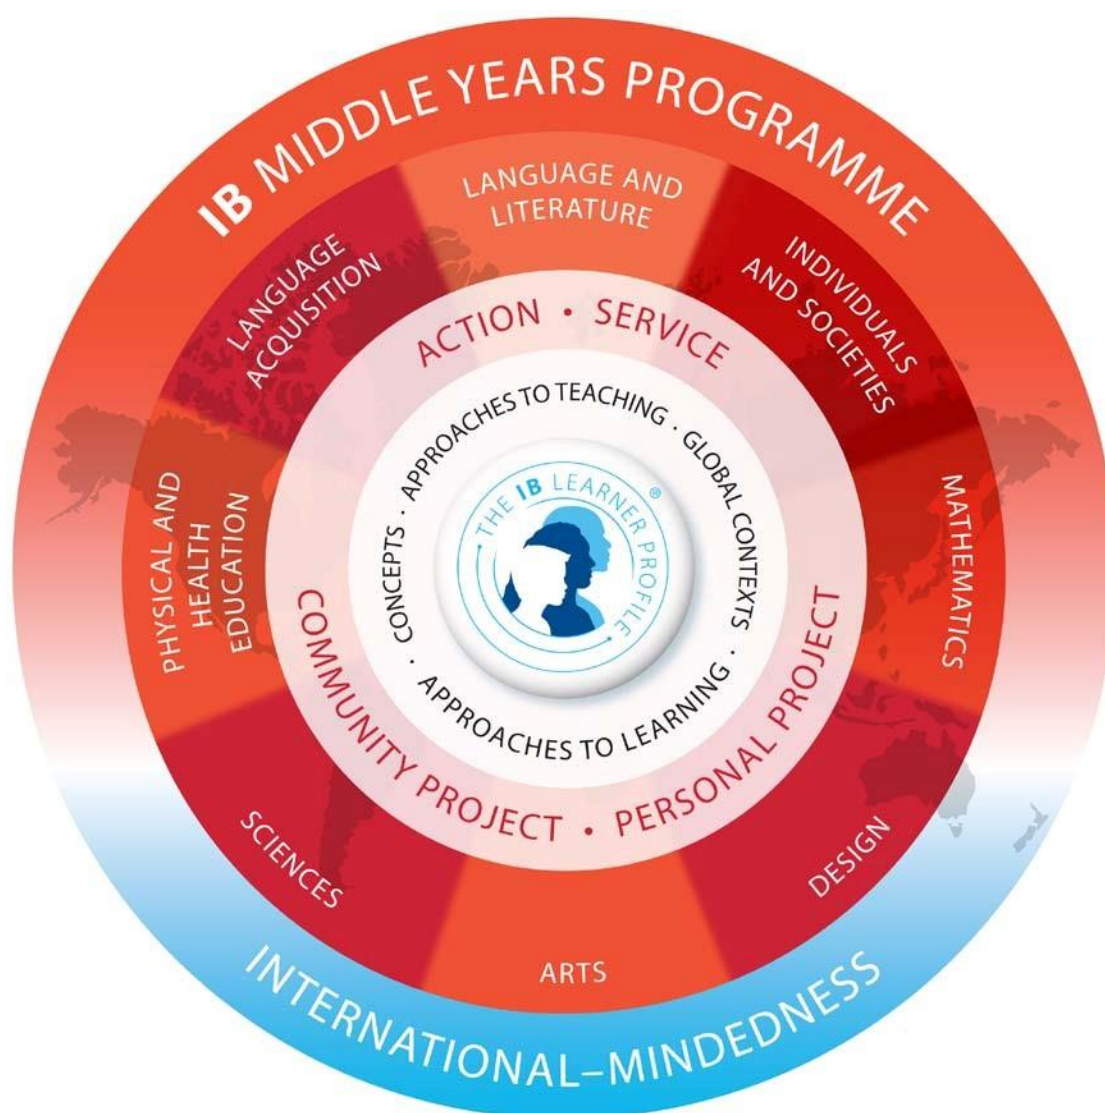 IB MIDDLE YEARS PROGRAMME
LANGUAGE AND
LITERATURE
INDIVIDUALS
AND SOCIETIES
MATHEMATICS
DESIGN
ARTS
SCIENCES
PHYSICAL AND
HEALTH
EDUCATION
LANGUAGE
ACQUISITION
ACTION • SERVICE
PERSONAL PROJECT
• COMMUNITY PROJECT
APPROACHES TO TEACHING · GLOBAL CONTEXTS · APPROACHES TO LEARNING · CONCEPTS ·
• THE IB LEARNER PROFILE • ®
INTERNATIONAL–MINDEDNESS